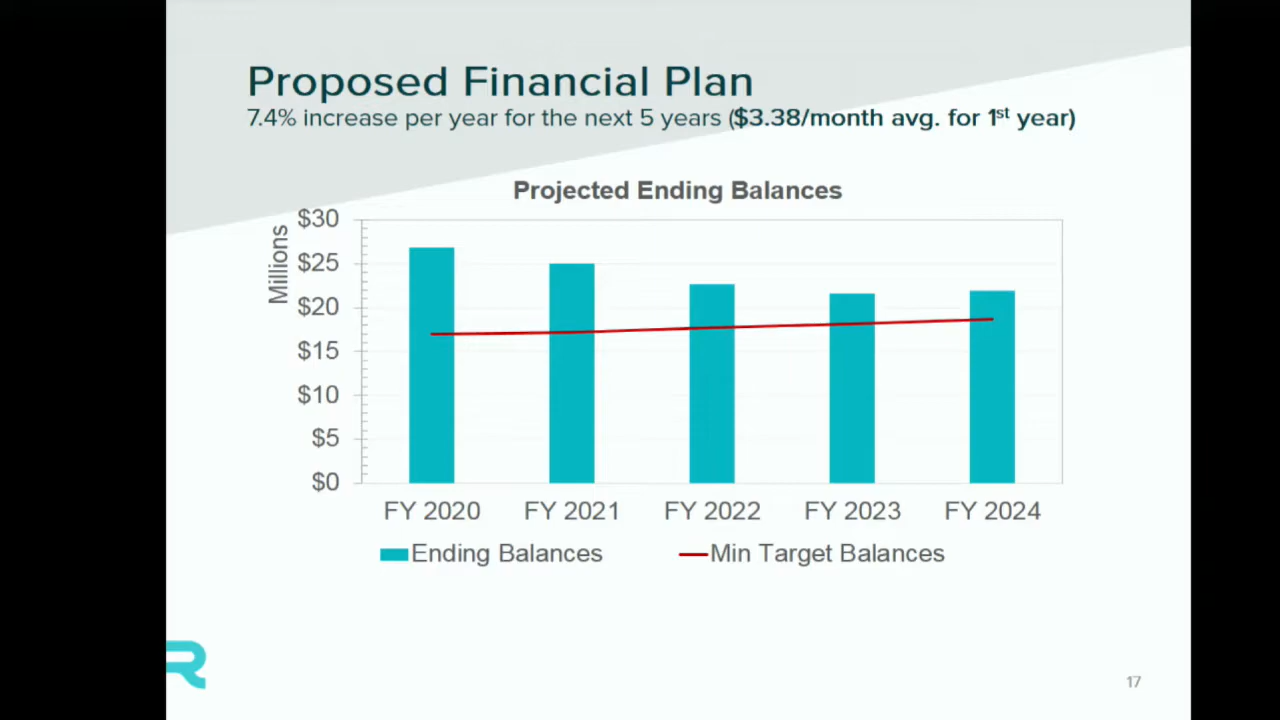 Proposed Financial Plan
7.4% increase per year for the next 5 years ($3.38/month avg. for 1st year)
Projected Ending Balances
Millions
$30
$25
$20
$15
$10
$5
$0
FY 2020 FY 2021 FY 2022 FY 2023 FY 2024
Ending Balances Min Target Balances
R
17